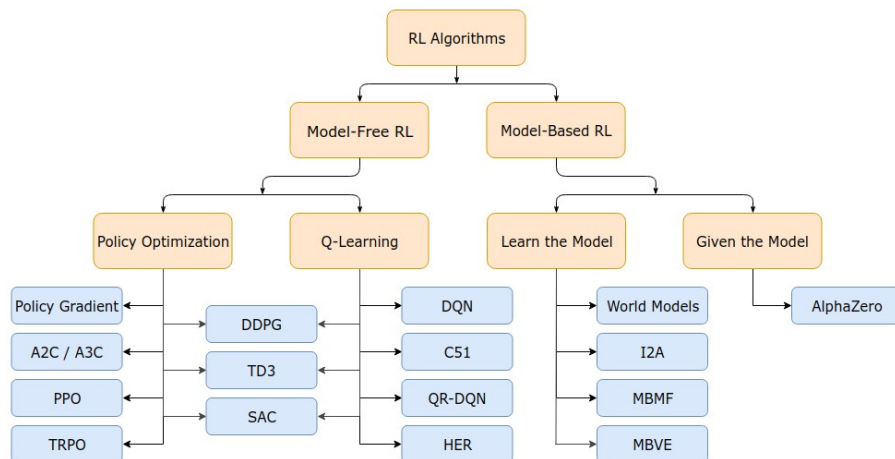 RL Algorithms
Model-Free RL
Model-Based RL
Policy Optimization
Q-Learning
Learn the Model
Given the Model
Policy Gradient
DDPG
DQN
World Models
AlphaZero
A2C / A3C
TD3
C51
I2A
PPO
SAC
QR-DQN
MBMF
TRPO
HER
MBVE